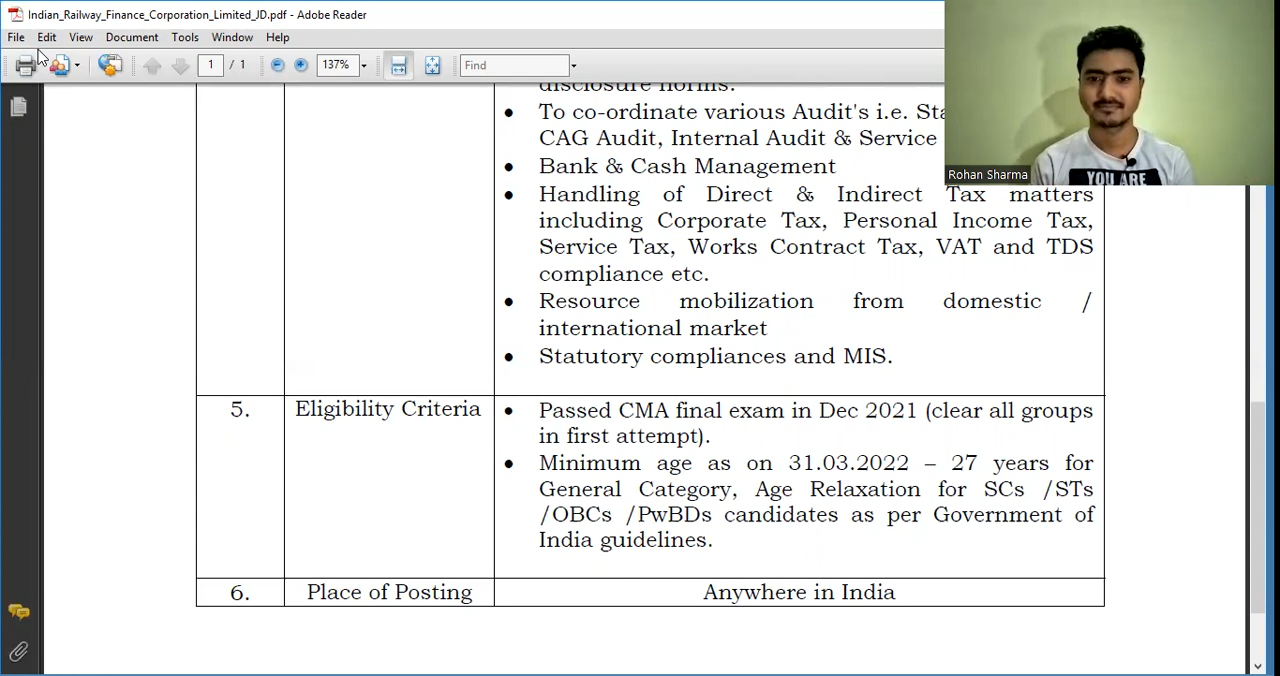 Indian_Railway_Finance_Corporation_Limited_JD.pdf - Adobe Reader
File Edit View Document Tools Window Help
1 / 1 137% Find
disclosure norms.
To co-ordinate various Audit's i.e.
CAG Audit, Internal Audit & Service
Bank & Cash Management
Handling of Direct & Indirect Tax matters
including Corporate Tax, Personal Income Tax,
Service Tax, Works Contract Tax, VAT and TDS
compliance etc.
Resource mobilization from domestic /
international market
Statutory compliances and MIS.
5. Eligibility Criteria
Passed CMA final exam in Dec 2021 (clear all groups
in first attempt).
Minimum age as on 31.03.2022 – 27 years for
General Category, Age Relaxation for SCs /STs
/OBCs /PwBDs candidates as per Government of
India guidelines.
6. Place of Posting Anywhere in India
Rohan Sharma
YOU ARE